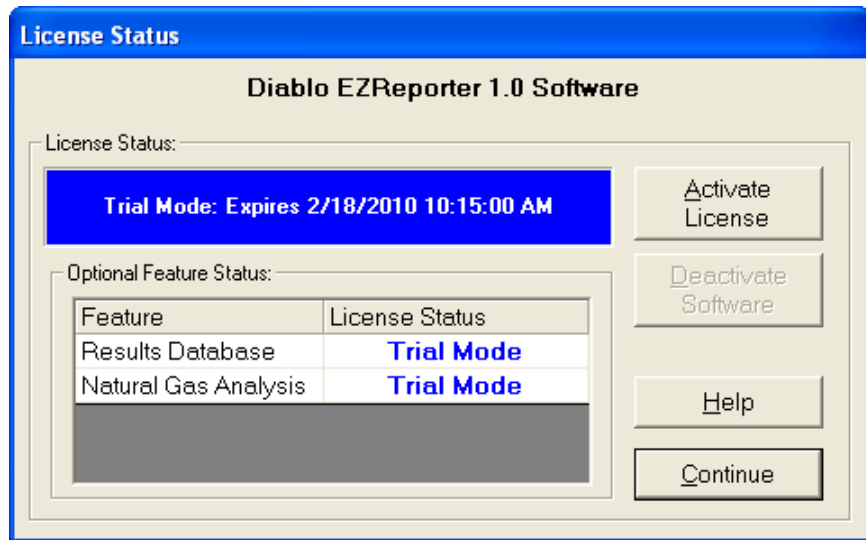 License Status
Diablo EZReporter 1.0 Software
License Status:
Trial Mode: Expires 2/18/2010 10:15:00 AM
Activate
License
Deactivate
Software
Optional Feature Status:
Feature License Status
Results Database Trial Mode
Natural Gas Analysis Trial Mode
Help
Continue